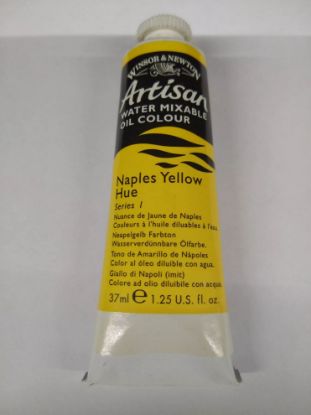 WINSOR & NEWTON
Artisan
WATER MIXABLE
OIL COLOUR
Naples Yellow
Hue
Series 1
Nuance de Jaune de Naples
Couleurs à l'huile diluables à l'eau.
Neapelgelb Farbton
Wasserverdünnbare Ölfarbe.
Tono de Amarillo de Nápoles
Color al óleo diluible con agua.
Giallo di Napoli (imit)
Colore ad olio diluibile con acqua.
37ml ℮ 1.25 U.S. fl. oz.